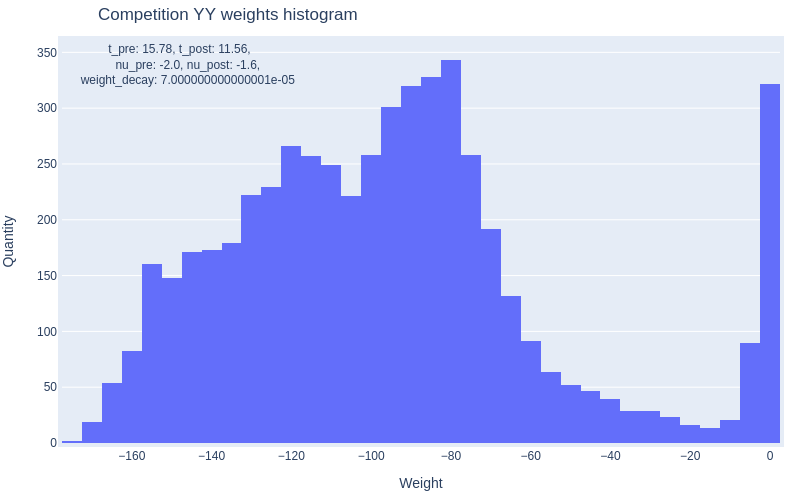 Competition YY weights histogram
t_pre: 15.78, t_post: 11.56,
nu_pre: -2.0, nu_post: -1.6,
weight_decay: 7.000000000000001e-05
350
300
250
200
150
100
50
0
Quantity
−160 −140 −120 −100 −80 −60 −40 −20 0
Weight